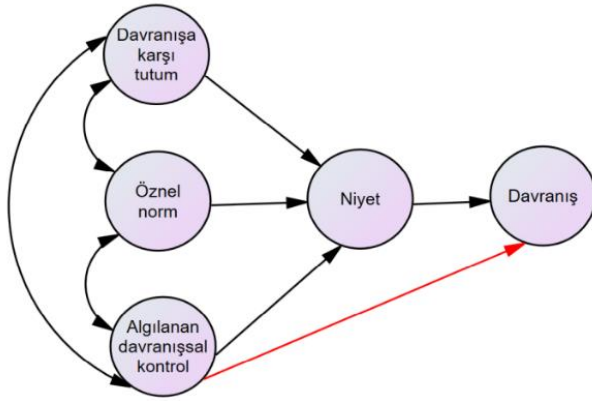 Davranışa
karşı
tutum
Öznel
norm
Niyet
Davranış
Algılanan
davranışsal
kontrol